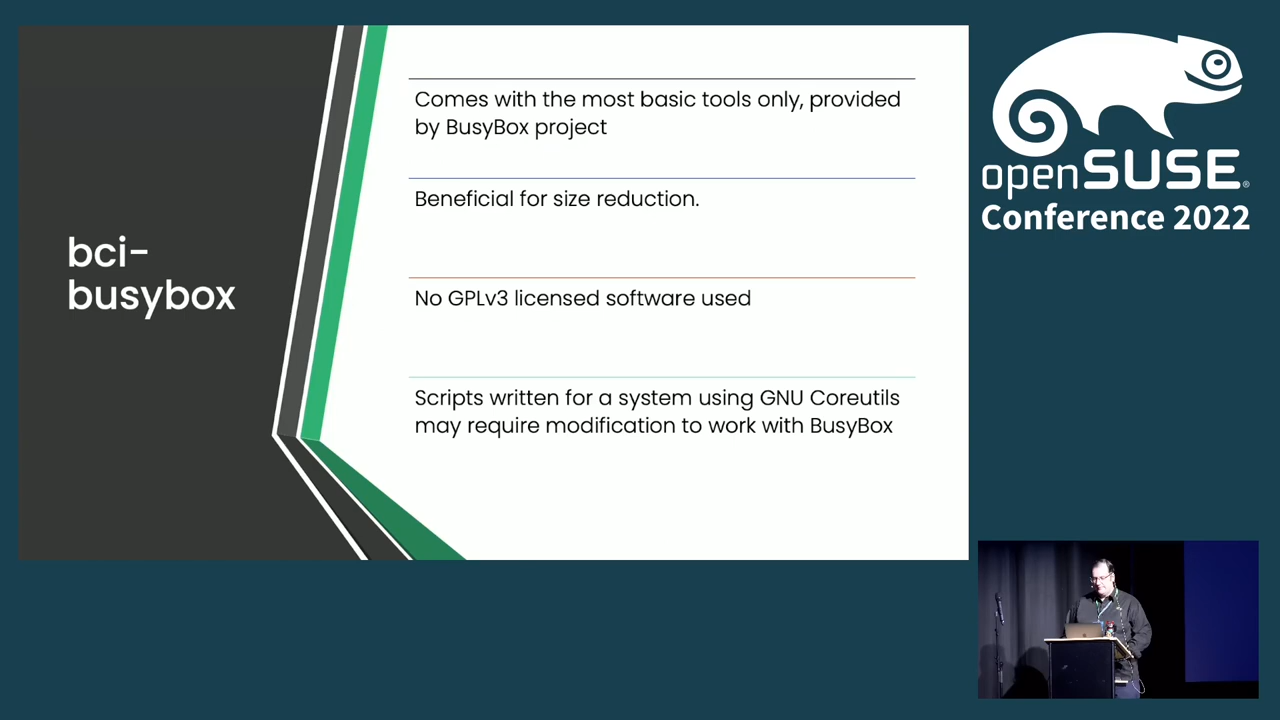 bci-
busybox
Comes with the most basic tools only, provided
by BusyBox project
Beneficial for size reduction.
No GPLv3 licensed software used
Scripts written for a system using GNU Coreutils
may require modification to work with BusyBox
openSUSE®
Conference 2022